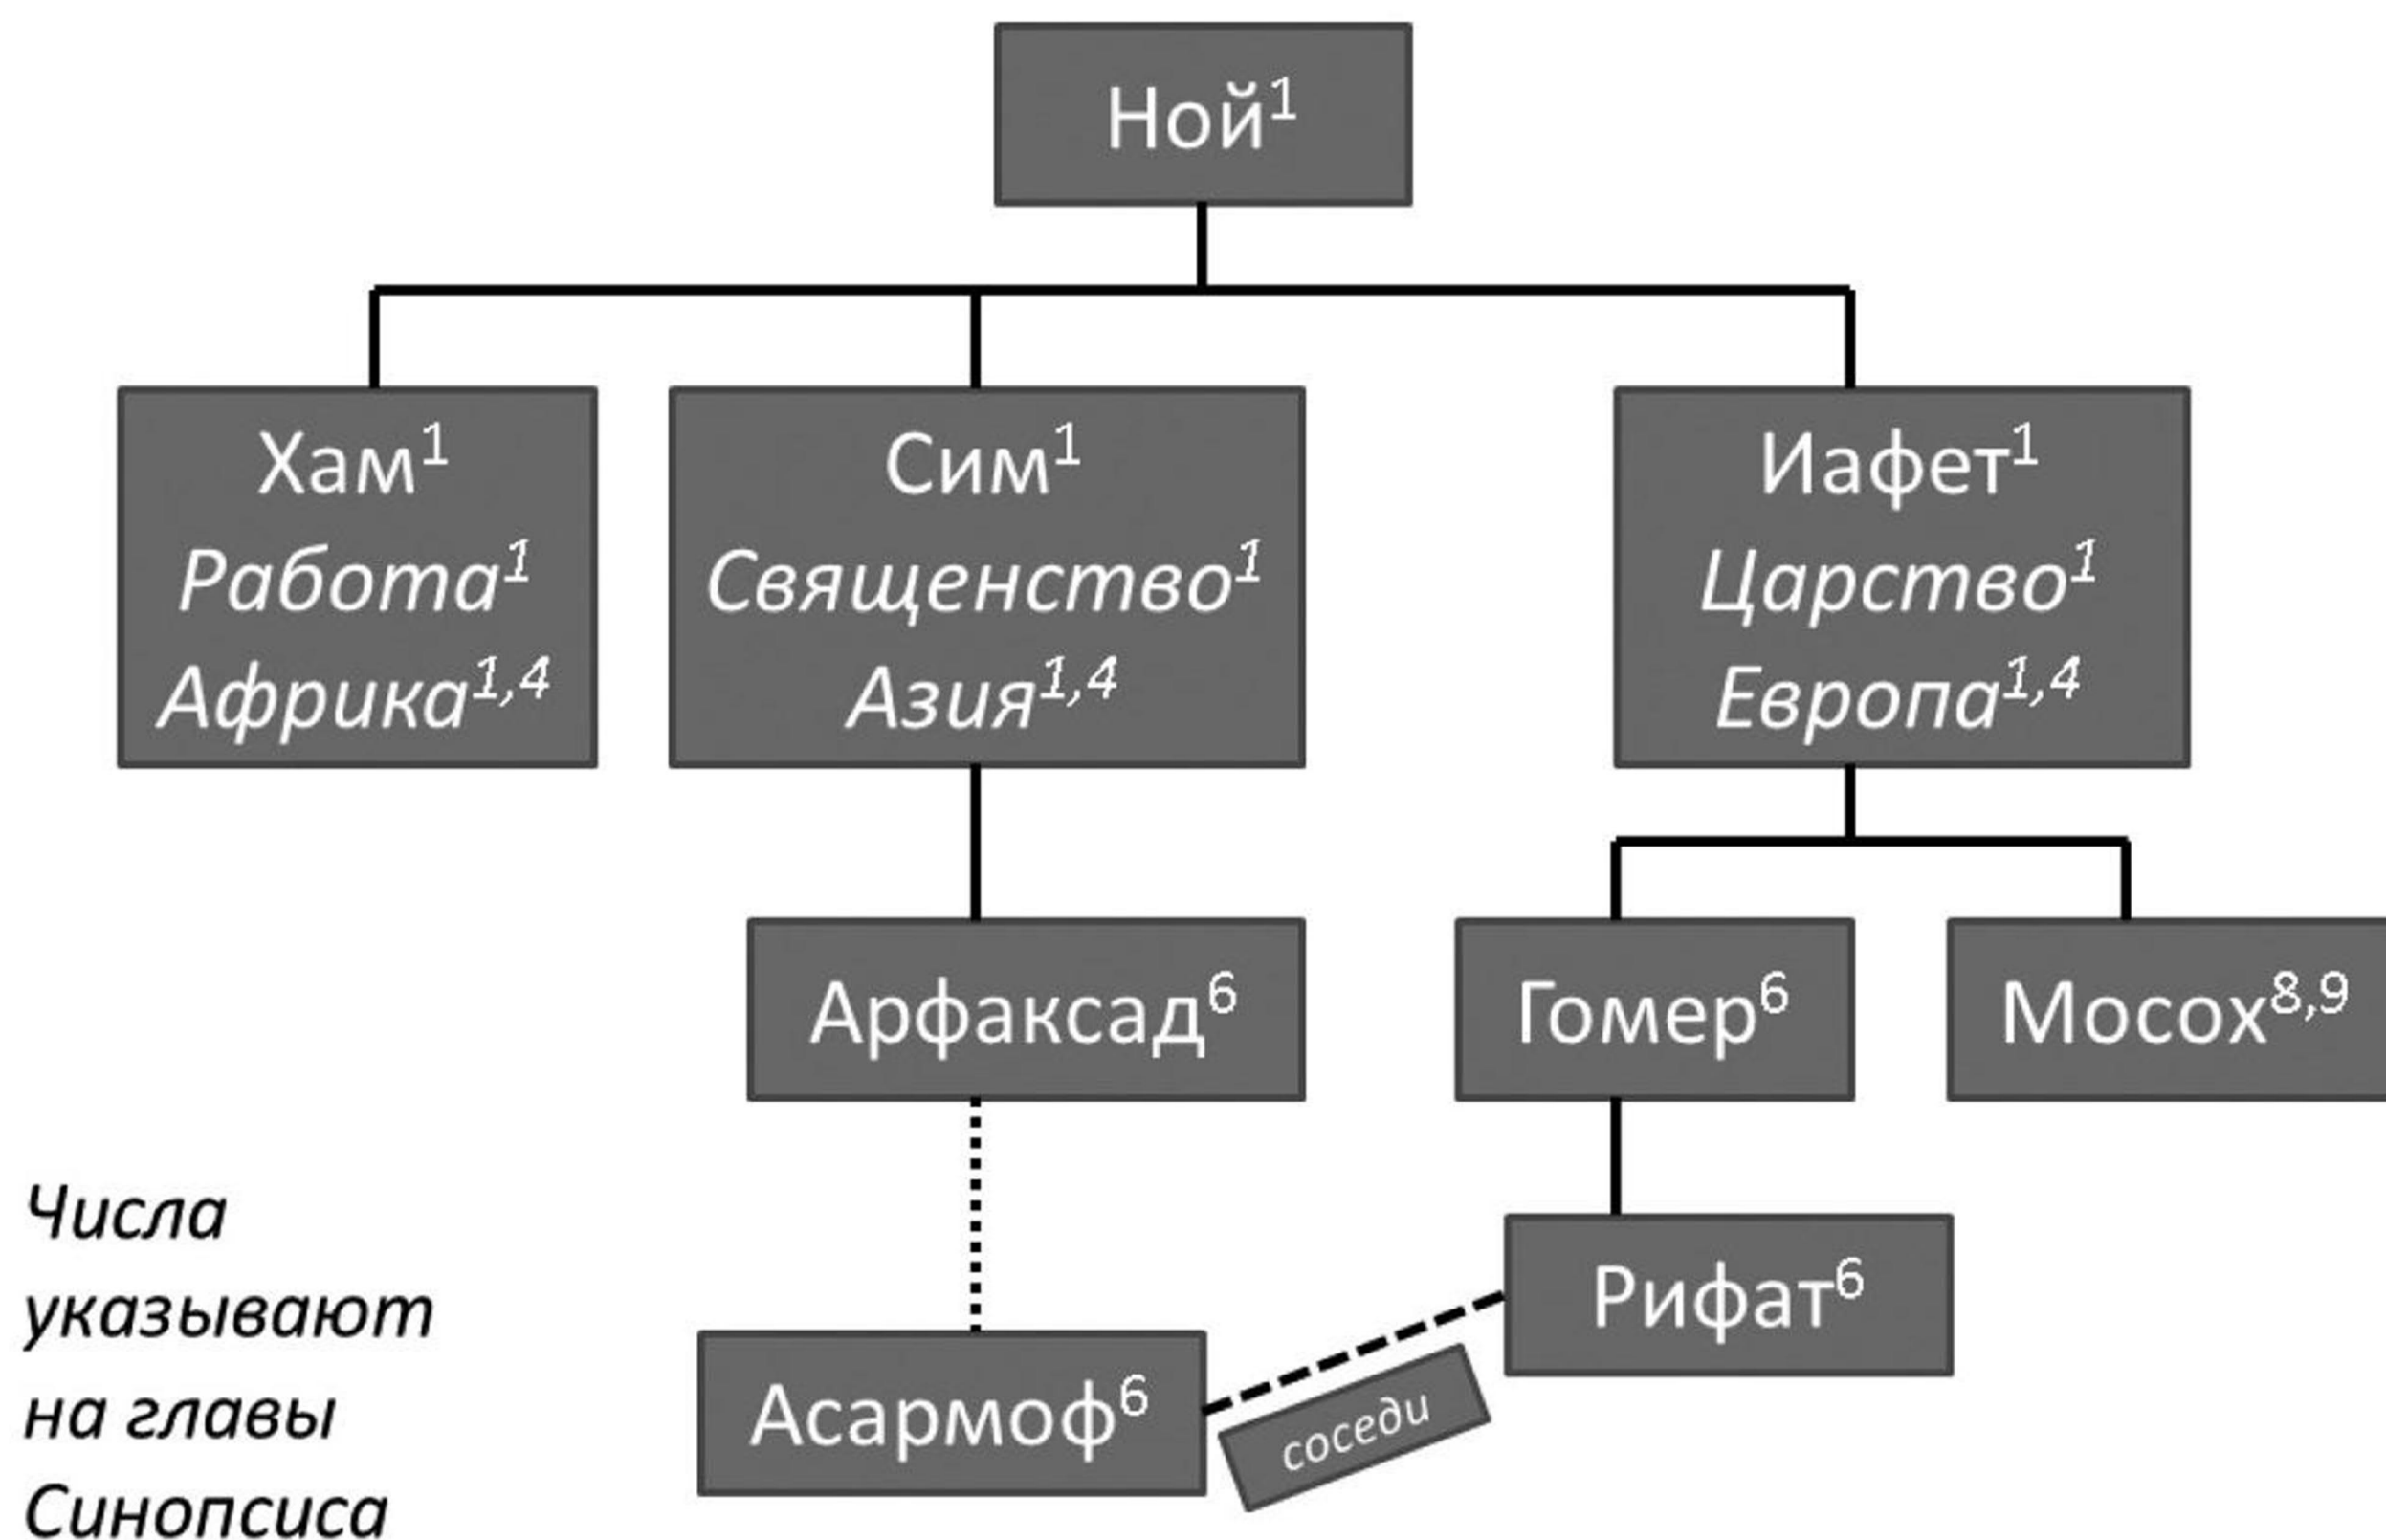 Ной¹
Хам¹
Работа¹
Африка¹,⁴
Сим¹
Священство¹
Азия¹,⁴
Иафет¹
Царство¹
Европа¹,⁴
Арфаксад⁶
Гомер⁶
Мосох⁸,⁹
Рифат⁶
Асармоф⁶
соседи
Числа
указывают
на главы
Синопсиса